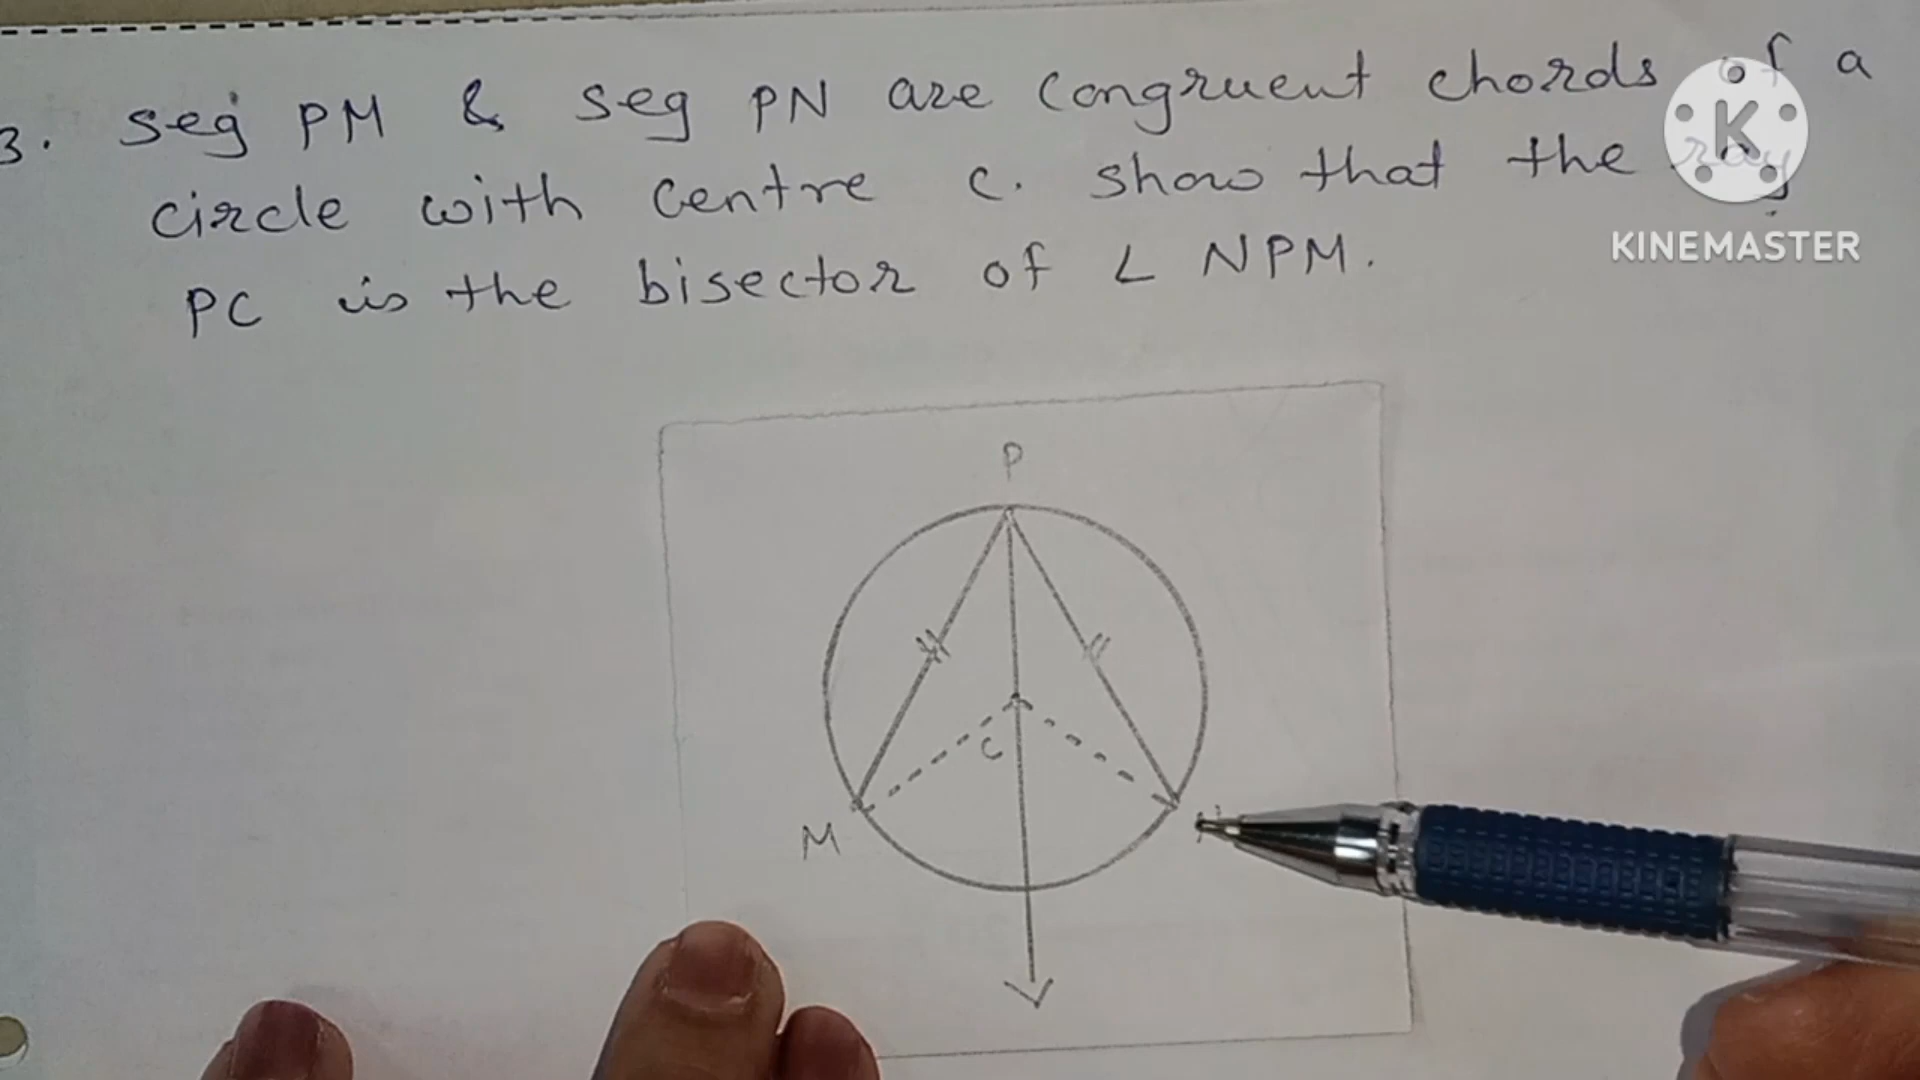 3. seg PM & seg PN are congruent chords of a
circle with centre C. show that the ray
PC is the bisector of ∠ NPM.
K
KINEMASTER
P
C
M
N